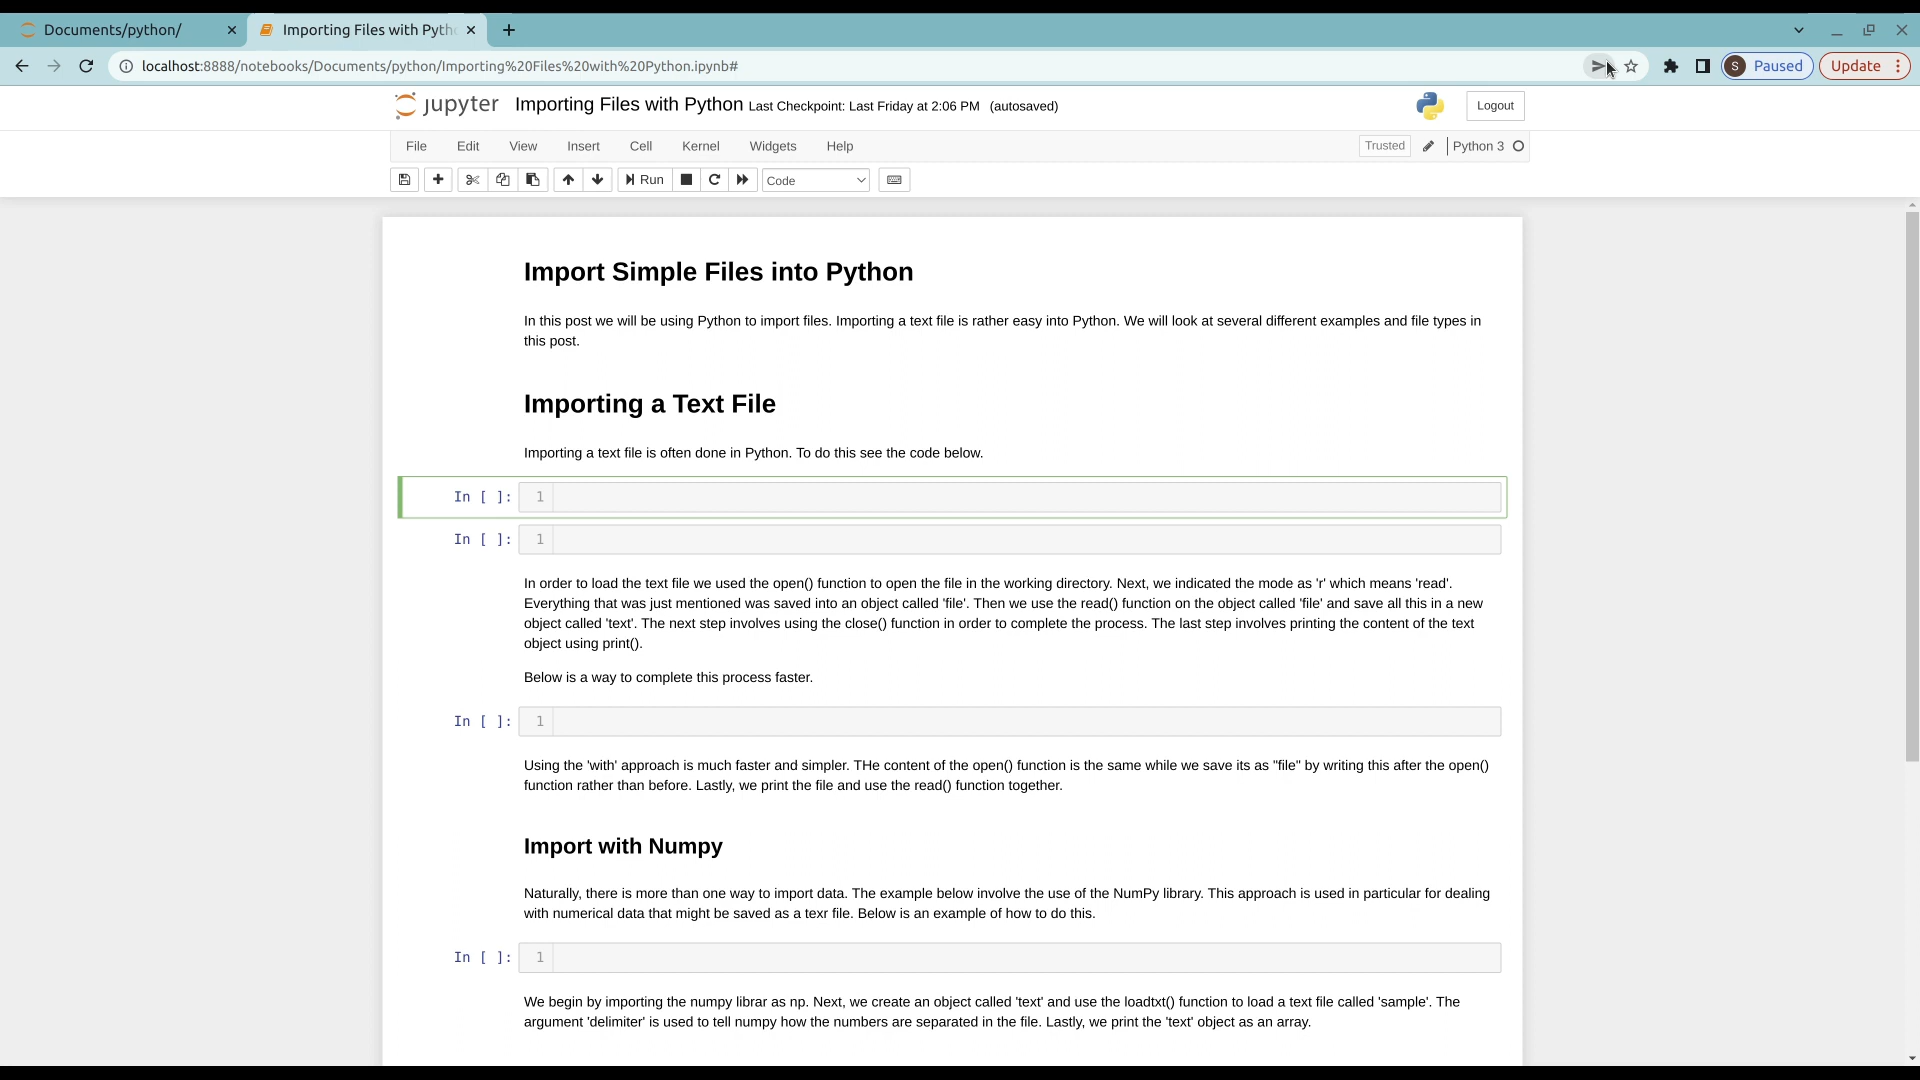 Documents/python/
Importing Files with Pyth
localhost:8888/notebooks/Documents/python/Importing%20Files%20with%20Python.ipynb#
S
Paused
Update
jupyter
Importing Files with Python
Last Checkpoint: Last Friday at 2:06 PM (autosaved)
Logout
File
Edit
View
Insert
Cell
Kernel
Widgets
Help
Trusted
Python 3
Run
Code
Import Simple Files into Python
In this post we will be using Python to import files. Importing a text file is rather easy into Python. We will look at several different examples and file types in
this post.
Importing a Text File
Importing a text file is often done in Python. To do this see the code below.
In [ ]: 1
In [ ]: 1
In order to load the text file we used the open() function to open the file in the working directory. Next, we indicated the mode as 'r' which means 'read'.
Everything that was just mentioned was saved into an object called 'file'. Then we use the read() function on the object called 'file' and save all this in a new
object called 'text'. The next step involves using the close() function in order to complete the process. The last step involves printing the content of the text
object using print().
Below is a way to complete this process faster.
In [ ]: 1
Using the 'with' approach is much faster and simpler. THe content of the open() function is the same while we save its as "file" by writing this after the open()
function rather than before. Lastly, we print the file and use the read() function together.
Import with Numpy
Naturally, there is more than one way to import data. The example below involve the use of the NumPy library. This approach is used in particular for dealing
with numerical data that might be saved as a texr file. Below is an example of how to do this.
In [ ]: 1
We begin by importing the numpy librar as np. Next, we create an object called 'text' and use the loadtxt() function to load a text file called 'sample'. The
argument 'delimiter' is used to tell numpy how the numbers are separated in the file. Lastly, we print the 'text' object as an array.